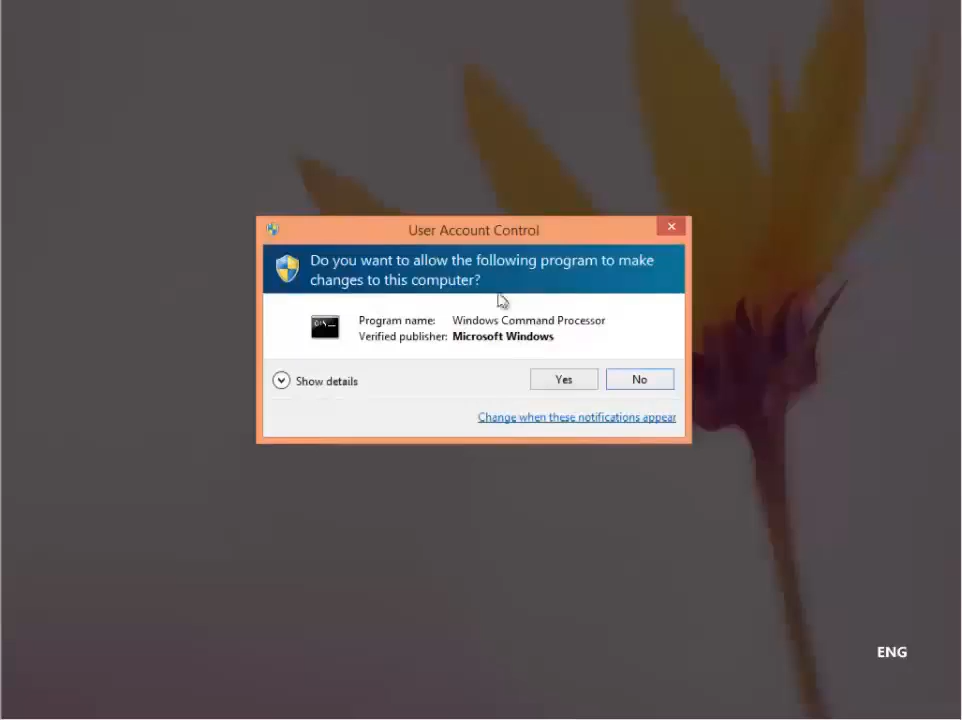 User Account Control
Do you want to allow the following program to make
changes to this computer?
Program name: Windows Command Processor
Verified publisher: Microsoft Windows
Show details
Yes
No
Change when these notifications appear
ENG